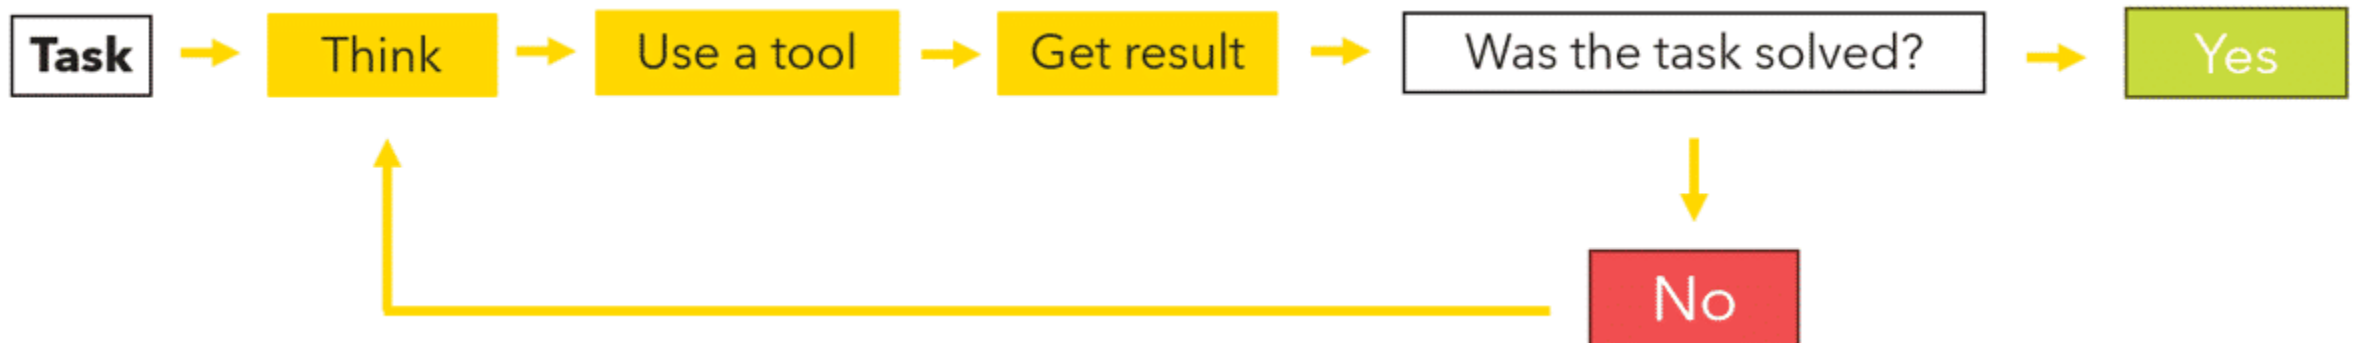 Task
Think
Use a tool
Get result
Was the task solved?
Yes
No